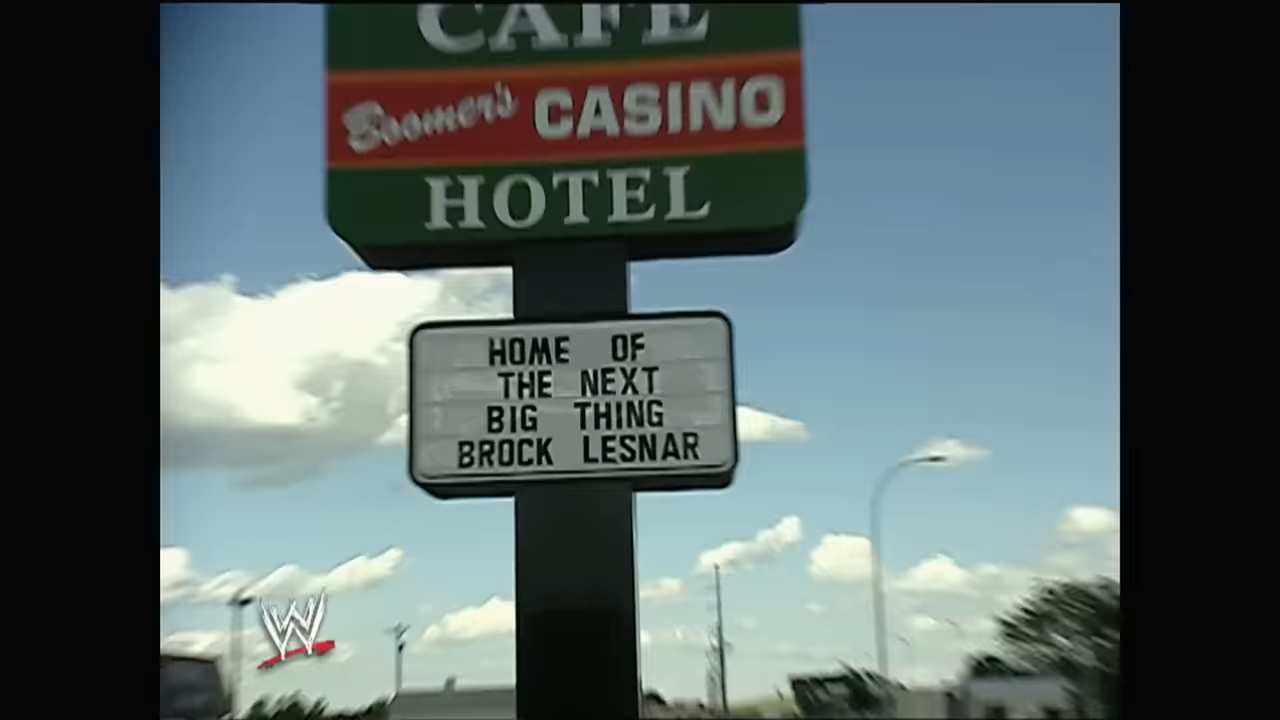 CAFE
Boomer's CASINO
HOTEL
HOME OF
THE NEXT
BIG THING
BROCK LESNAR
W